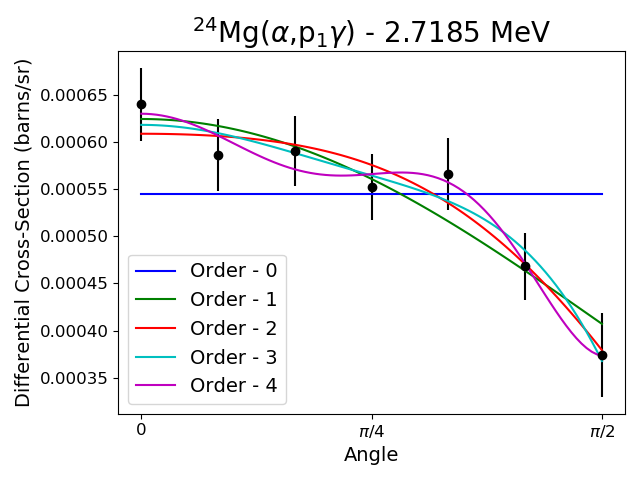 ²⁴Mg(α,p₁γ) - 2.7185 MeV
Differential Cross-Section (barns/sr)
0.00065
0.00060
0.00055
0.00050
0.00045
0.00040
0.00035
Order - 0
Order - 1
Order - 2
Order - 3
Order - 4
0 π/4 π/2
Angle